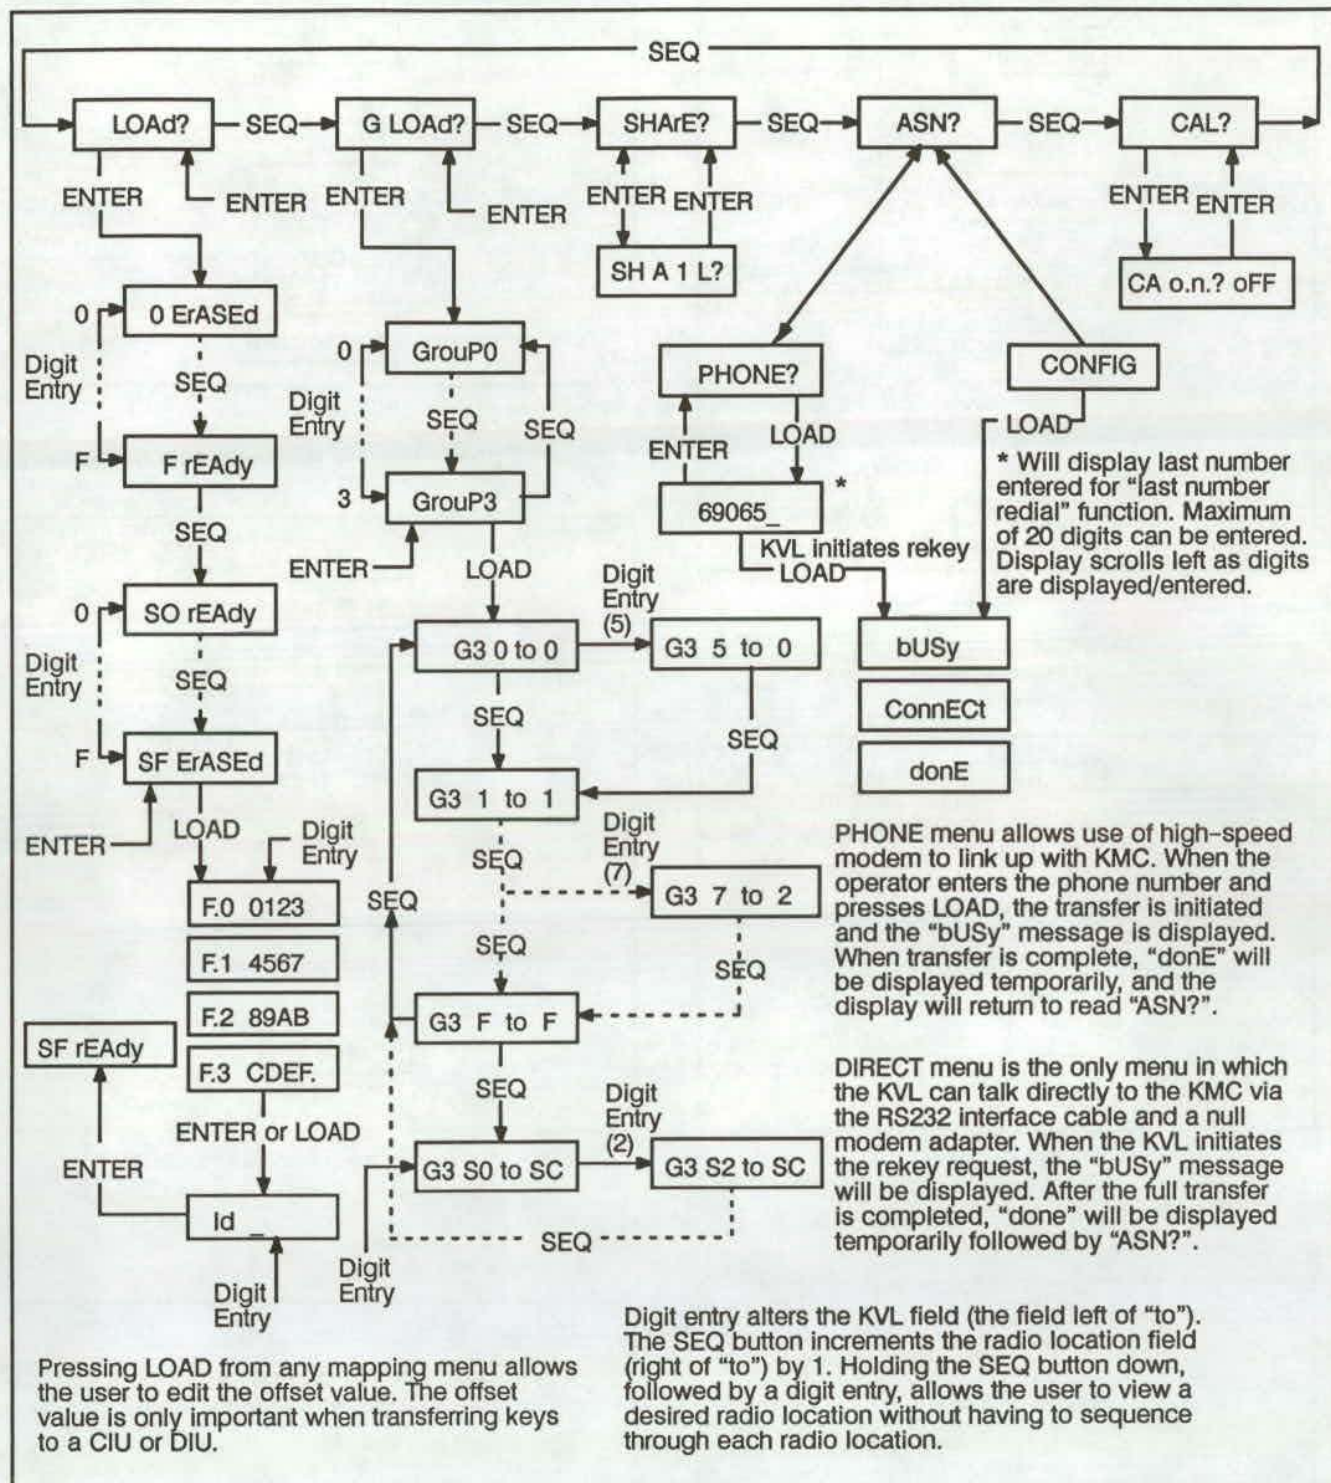 SEQ
LOAd?
SEQ
G LOAd?
SEQ
SHArE?
SEQ
ASN?
SEQ
CAL?
ENTER
ENTER
ENTER
ENTER
ENTER
ENTER
ENTER
ENTER
SH A 1 L?
CA o.n.? oFF
0
0 ErASEd
Digit
Entry
SEQ
F
F rEAdy
0
GrouP0
Digit
Entry
SEQ
SEQ
3
GrouP3
ENTER
LOAD
PHONE?
ENTER
LOAD
69065_
*
KVL initiates rekey
LOAD
CONFIG
LOAD
* Will display last number
entered for “last number
redial” function. Maximum
of 20 digits can be entered.
Display scrolls left as digits
are displayed/entered.
bUSy
ConnECt
donE
SEQ
0
SO rEAdy
Digit
Entry
SEQ
F
SF ErASEd
ENTER
LOAD
Digit
Entry
F.0 0123
F.1 4567
F.2 89AB
F.3 CDEF.
SF rEAdy
ENTER or LOAD
ENTER
Id _
Digit
Entry
G3 0 to 0
Digit
Entry
(5)
G3 5 to 0
SEQ
SEQ
G3 1 to 1
SEQ
Digit
Entry
(7)
G3 7 to 2
SEQ
SEQ
SEQ
G3 F to F
SEQ
Digit
Entry
(2)
G3 S0 to SC
G3 S2 to SC
SEQ
Digit
Entry
PHONE menu allows use of high–speed
modem to link up with KMC. When the
operator enters the phone number and
presses LOAD, the transfer is initiated
and the “bUSy” message is displayed.
When transfer is complete, “donE” will
be displayed temporarily, and the
display will return to read “ASN?”.
DIRECT menu is the only menu in which
the KVL can talk directly to the KMC via
the RS232 interface cable and a null
modem adapter. When the KVL initiates
the rekey request, the “bUSy” message
will be displayed. After the full transfer
is completed, “done” will be displayed
temporarily followed by “ASN?”.
Pressing LOAD from any mapping menu allows
the user to edit the offset value. The offset
value is only important when transferring keys
to a CIU or DIU.
Digit entry alters the KVL field (the field left of “to”).
The SEQ button increments the radio location field
(right of “to”) by 1. Holding the SEQ button down,
followed by a digit entry, allows the user to view a
desired radio location without having to sequence
through each radio location.